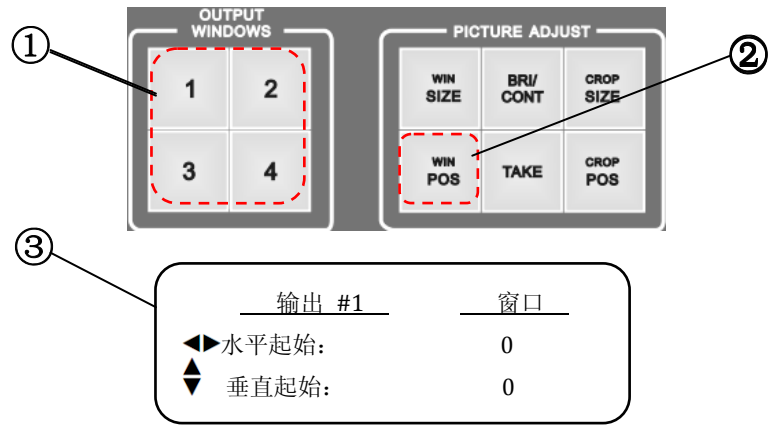 ①
OUTPUT
WINDOWS
1
2
3
4
PICTURE ADJUST
②
WIN
SIZE
BRI/
CONT
CROP
SIZE
WIN
POS
TAKE
CROP
POS
③
输出 #1 窗口
水平起始: 0
垂直起始: 0